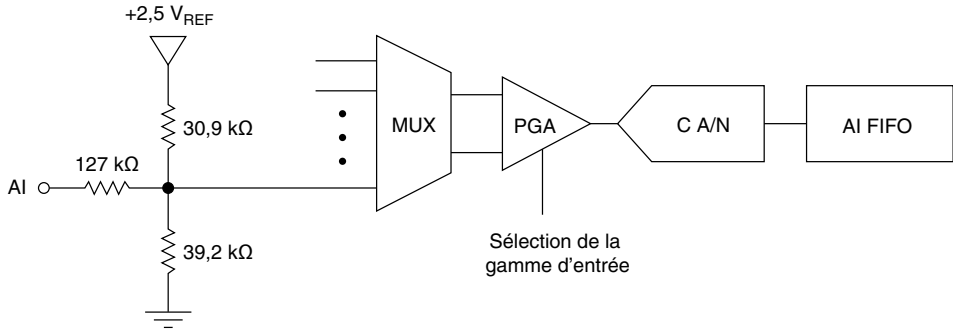 +2,5 VREF
30,9 kΩ
127 kΩ
AI
39,2 kΩ
MUX
PGA
C A/N
AI FIFO
Sélection de la
gamme d'entrée